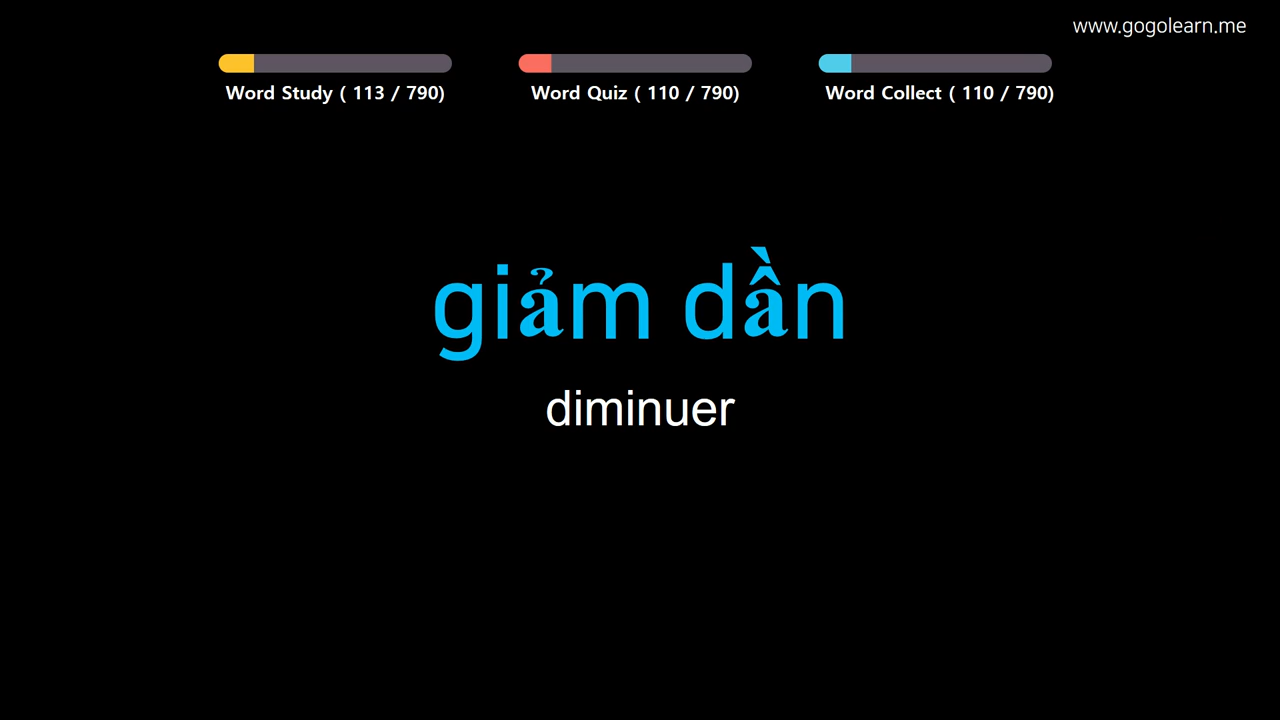 www.gogolearn.me
Word Study ( 113 / 790)
Word Quiz ( 110 / 790)
Word Collect ( 110 / 790)
giảm dần
diminuer